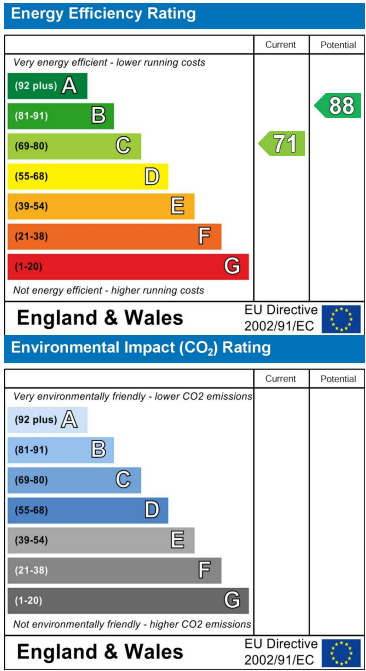 Energy Efficiency Rating
Current Potential
Very energy efficient - lower running costs
(92 plus) A
(81-91) B
88
(69-80) C
71
(55-68) D
(39-54) E
(21-38) F
(1-20) G
Not energy efficient - higher running costs
England & Wales
EU Directive
2002/91/EC
Environmental Impact (CO₂) Rating
Current Potential
Very environmentally friendly - lower CO2 emissions
(92 plus) A
(81-91) B
(69-80) C
(55-68) D
(39-54) E
(21-38) F
(1-20) G
Not environmentally friendly - higher CO2 emissions
England & Wales
EU Directive
2002/91/EC